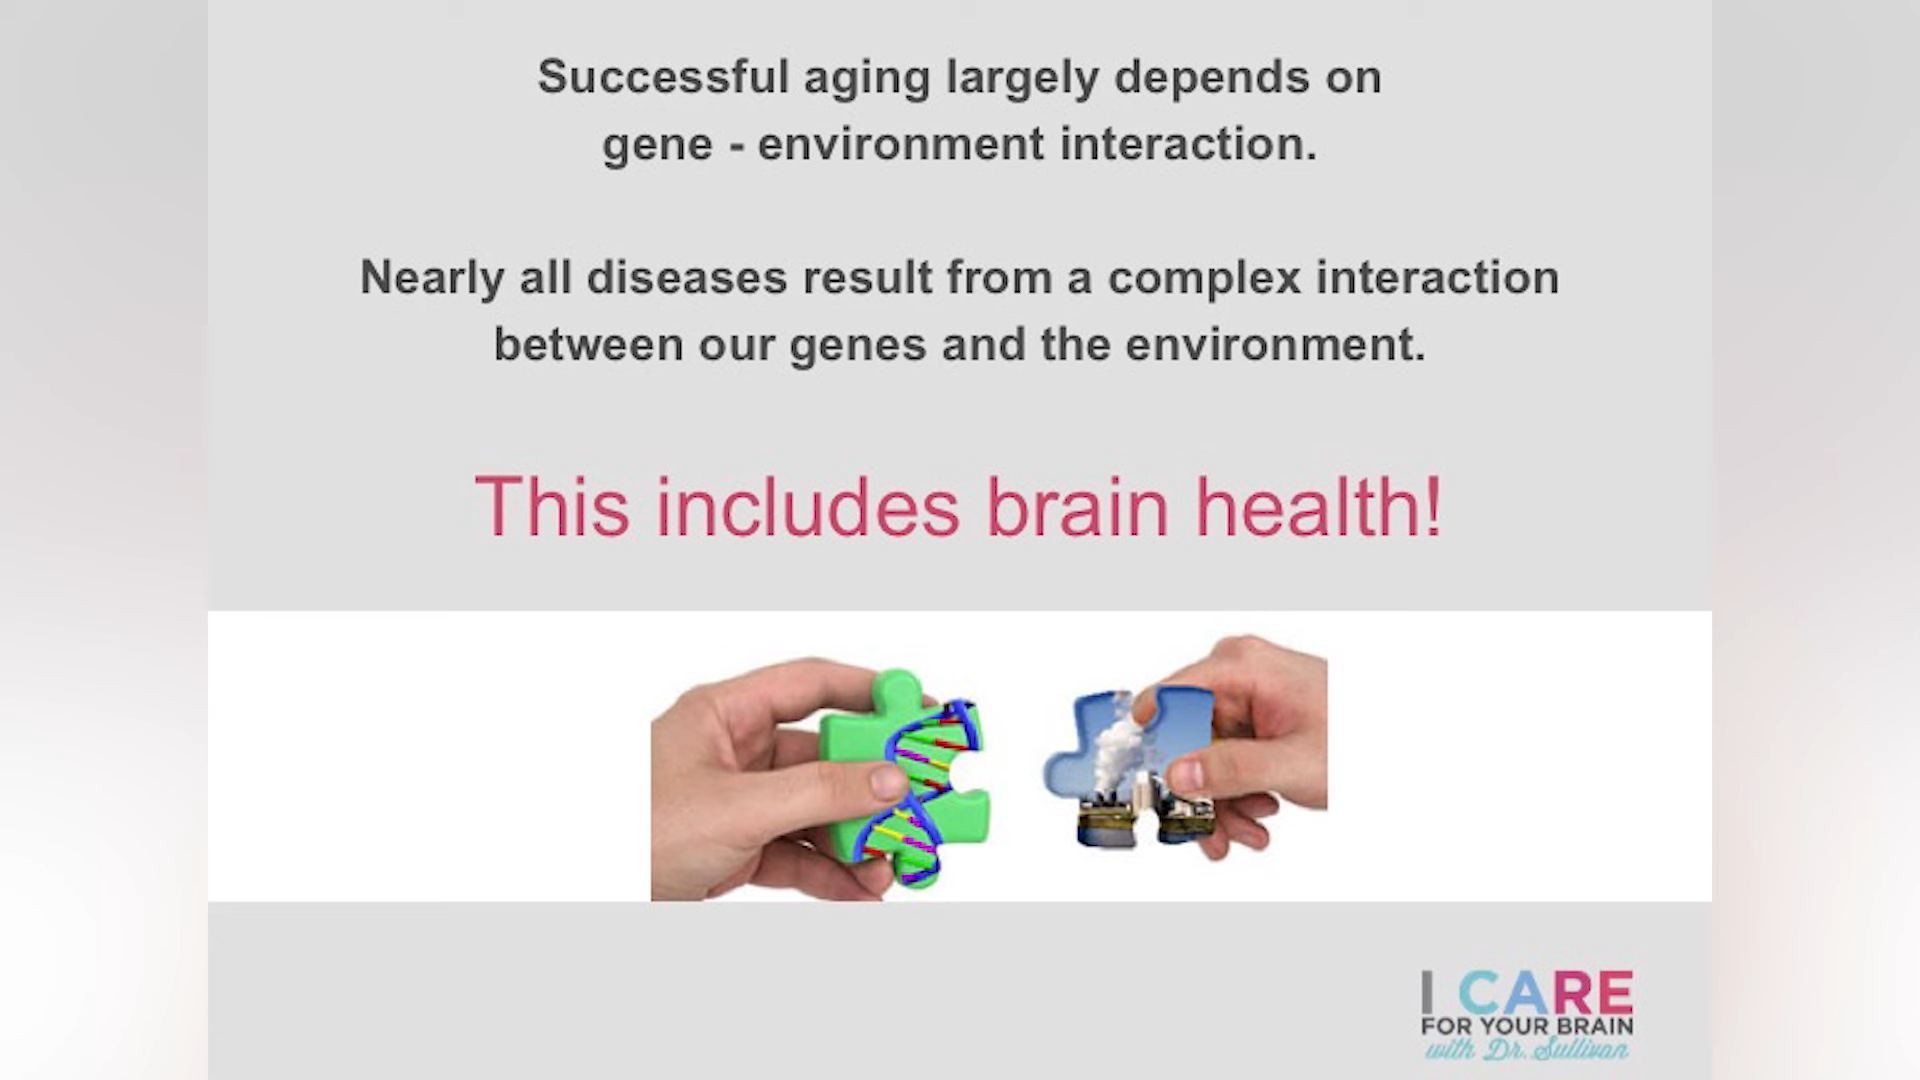 Successful aging largely depends on
gene - environment interaction.
Nearly all diseases result from a complex interaction
between our genes and the environment.
This includes brain health!
I CARE
FOR YOUR BRAIN
with Dr. Sullivan